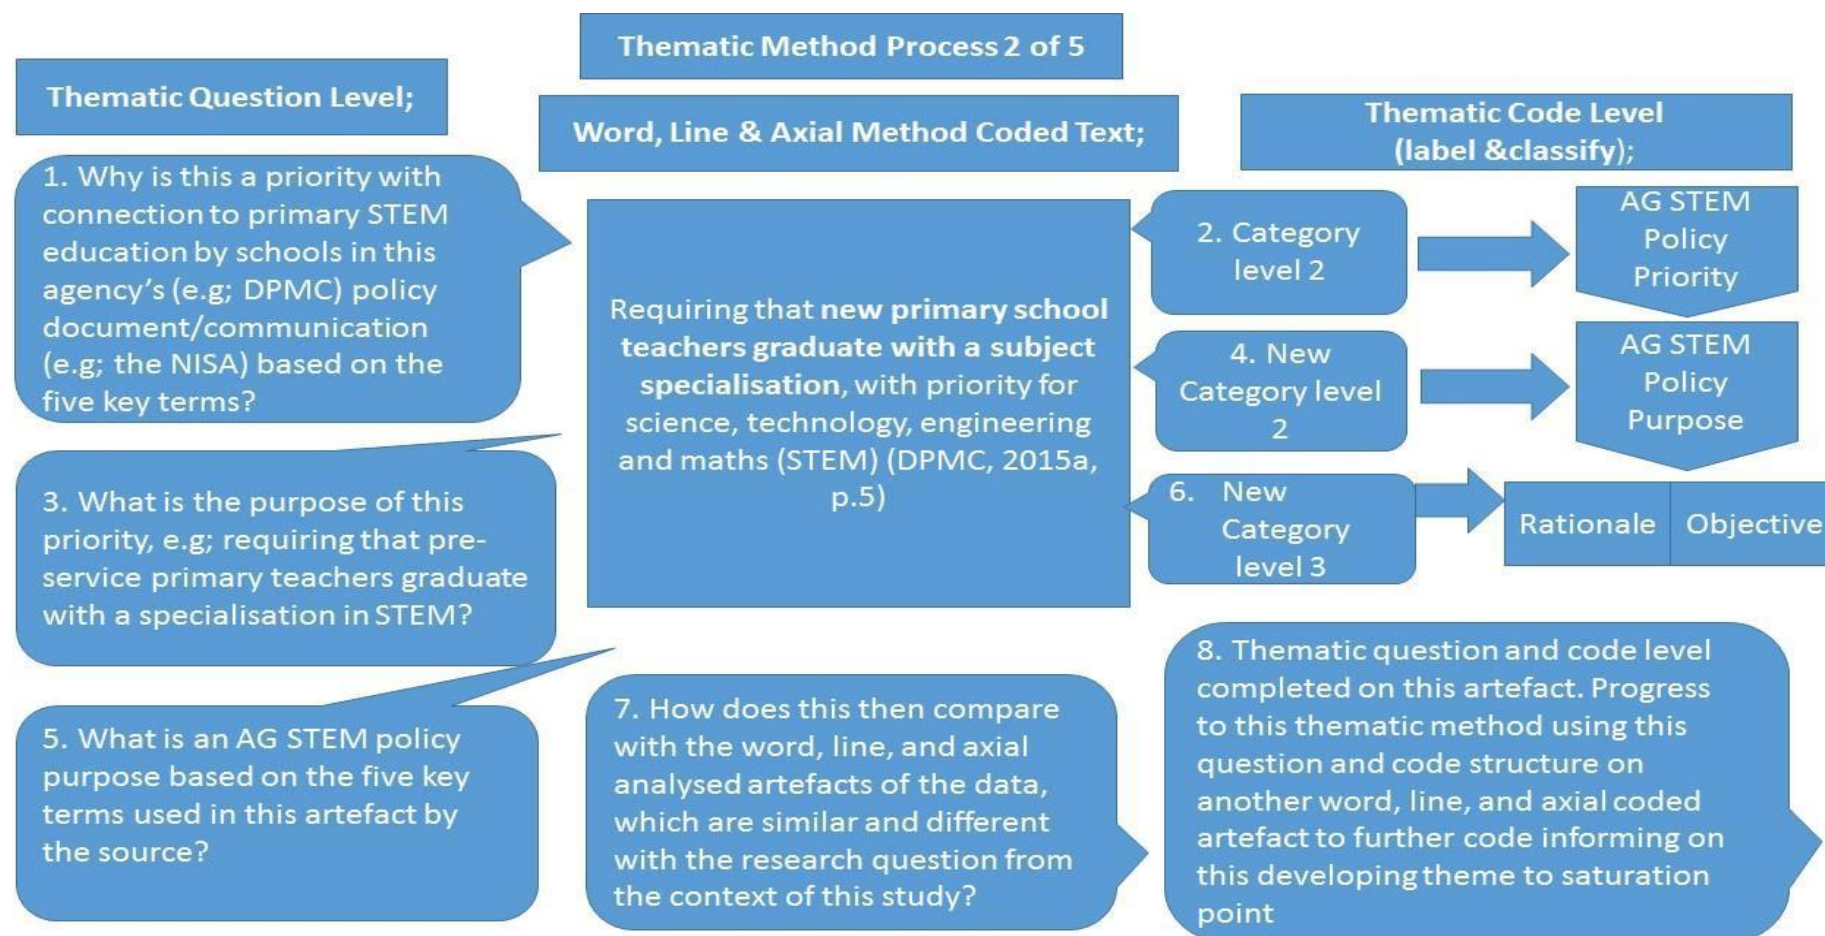 Thematic Method Process 2 of 5
Thematic Question Level;
Word, Line & Axial Method Coded Text;
Thematic Code Level
(label &classify);
1. Why is this a priority with
connection to primary STEM
education by schools in this
agency's (e.g; DPMC) policy
document/communication
(e.g; the NISA) based on the
five key terms?
Requiring that new primary school
teachers graduate with a subject
specialisation, with priority for
science, technology, engineering
and maths (STEM) (DPMC, 2015a,
p.5)
2. Category
level 2
AG STEM
Policy
Priority
3. What is the purpose of this
priority, e.g; requiring that pre-
service primary teachers graduate
with a specialisation in STEM?
4. New
Category level
2
AG STEM
Policy
Purpose
5. What is an AG STEM policy
purpose based on the five key
terms used in this artefact by
the source?
6. New
Category
level 3
Rationale
Objective
7. How does this then compare
with the word, line, and axial
analysed artefacts of the data,
which are similar and different
with the research question from
the context of this study?
8. Thematic question and code level
completed on this artefact. Progress
to this thematic method using this
question and code structure on
another word, line, and axial coded
artefact to further code informing on
this developing theme to saturation
point